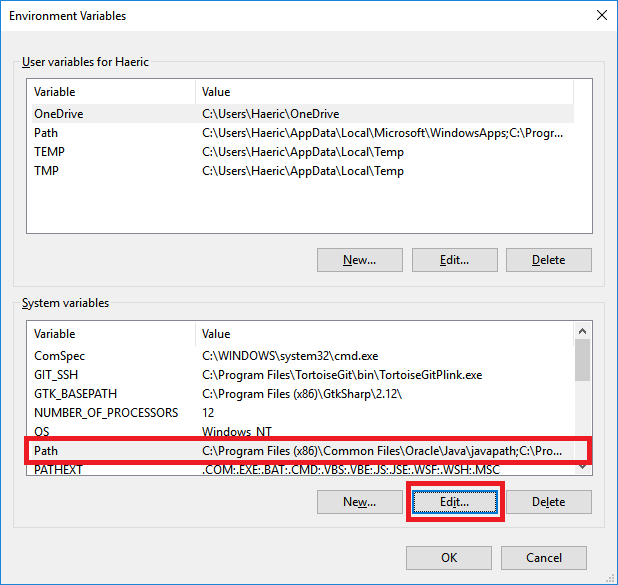 Environment Variables
User variables for Haeric
Variable Value
OneDrive C:\Users\Haeric\OneDrive
Path C:\Users\Haeric\AppData\Local\Microsoft\WindowsApps;C:\Progr...
TEMP C:\Users\Haeric\AppData\Local\Temp
TMP C:\Users\Haeric\AppData\Local\Temp
New... Edit... Delete
System variables
Variable Value
ComSpec C:\WINDOWS\system32\cmd.exe
GIT_SSH C:\Program Files\TortoiseGit\bin\TortoiseGitPlink.exe
GTK_BASEPATH C:\Program Files (x86)\GtkSharp\2.12\
NUMBER_OF_PROCESSORS 12
OS Windows_NT
Path C:\Program Files (x86)\Common Files\Oracle\Java\javapath;C:\Pro...
PATHEXT .COM;.EXE;.BAT;.CMD;.VBS;.VBE;.JS;.JSE;.WSF;.WSH;.MSC
New... Edit... Delete
OK Cancel